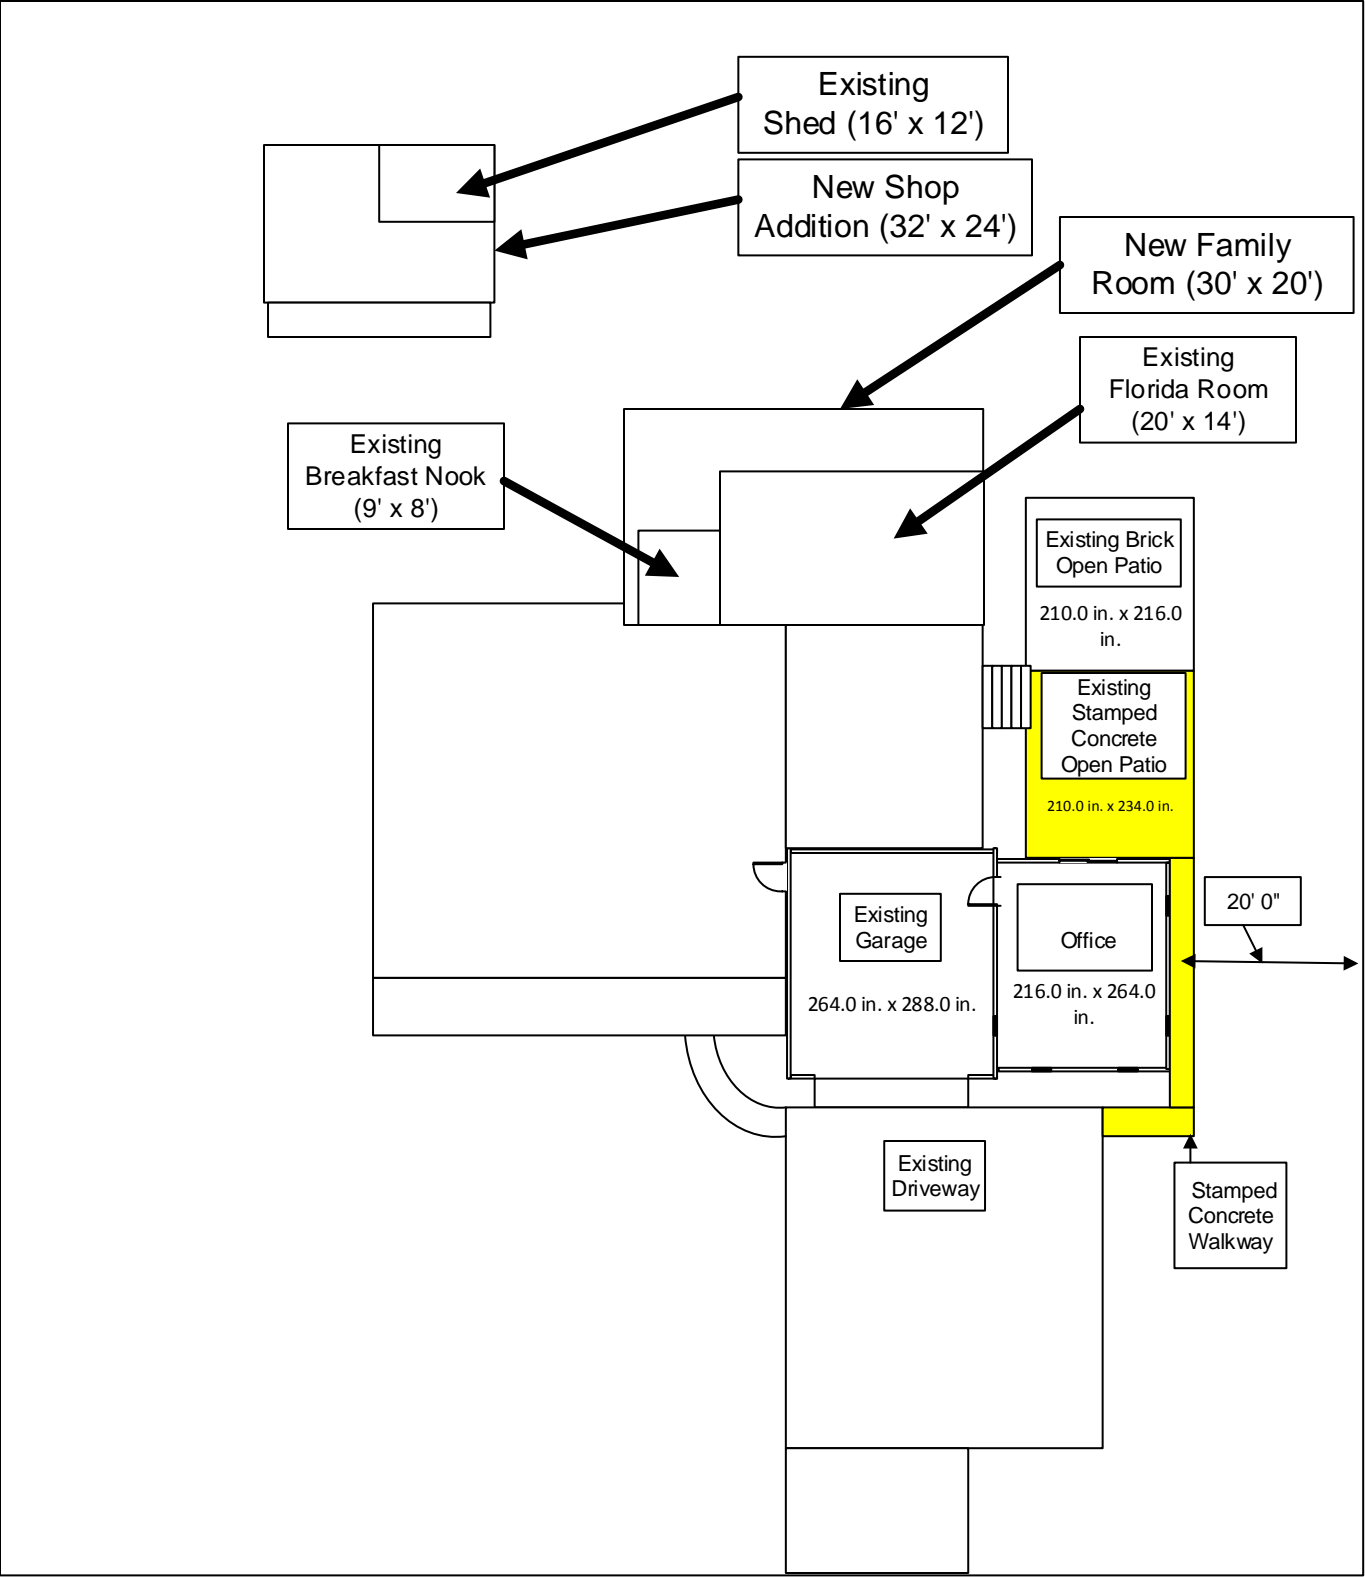 Existing
Shed (16' x 12')
New Shop
Addition (32' x 24')
New Family
Room (30' x 20')
Existing
Florida Room
(20' x 14')
Existing
Breakfast Nook
(9' x 8')
Existing Brick
Open Patio
210.0 in. x 216.0
in.
Existing
Stamped
Concrete
Open Patio
210.0 in. x 234.0 in.
20' 0"
Existing
Garage
264.0 in. x 288.0 in.
Office
216.0 in. x 264.0
in.
Existing
Driveway
Stamped
Concrete
Walkway